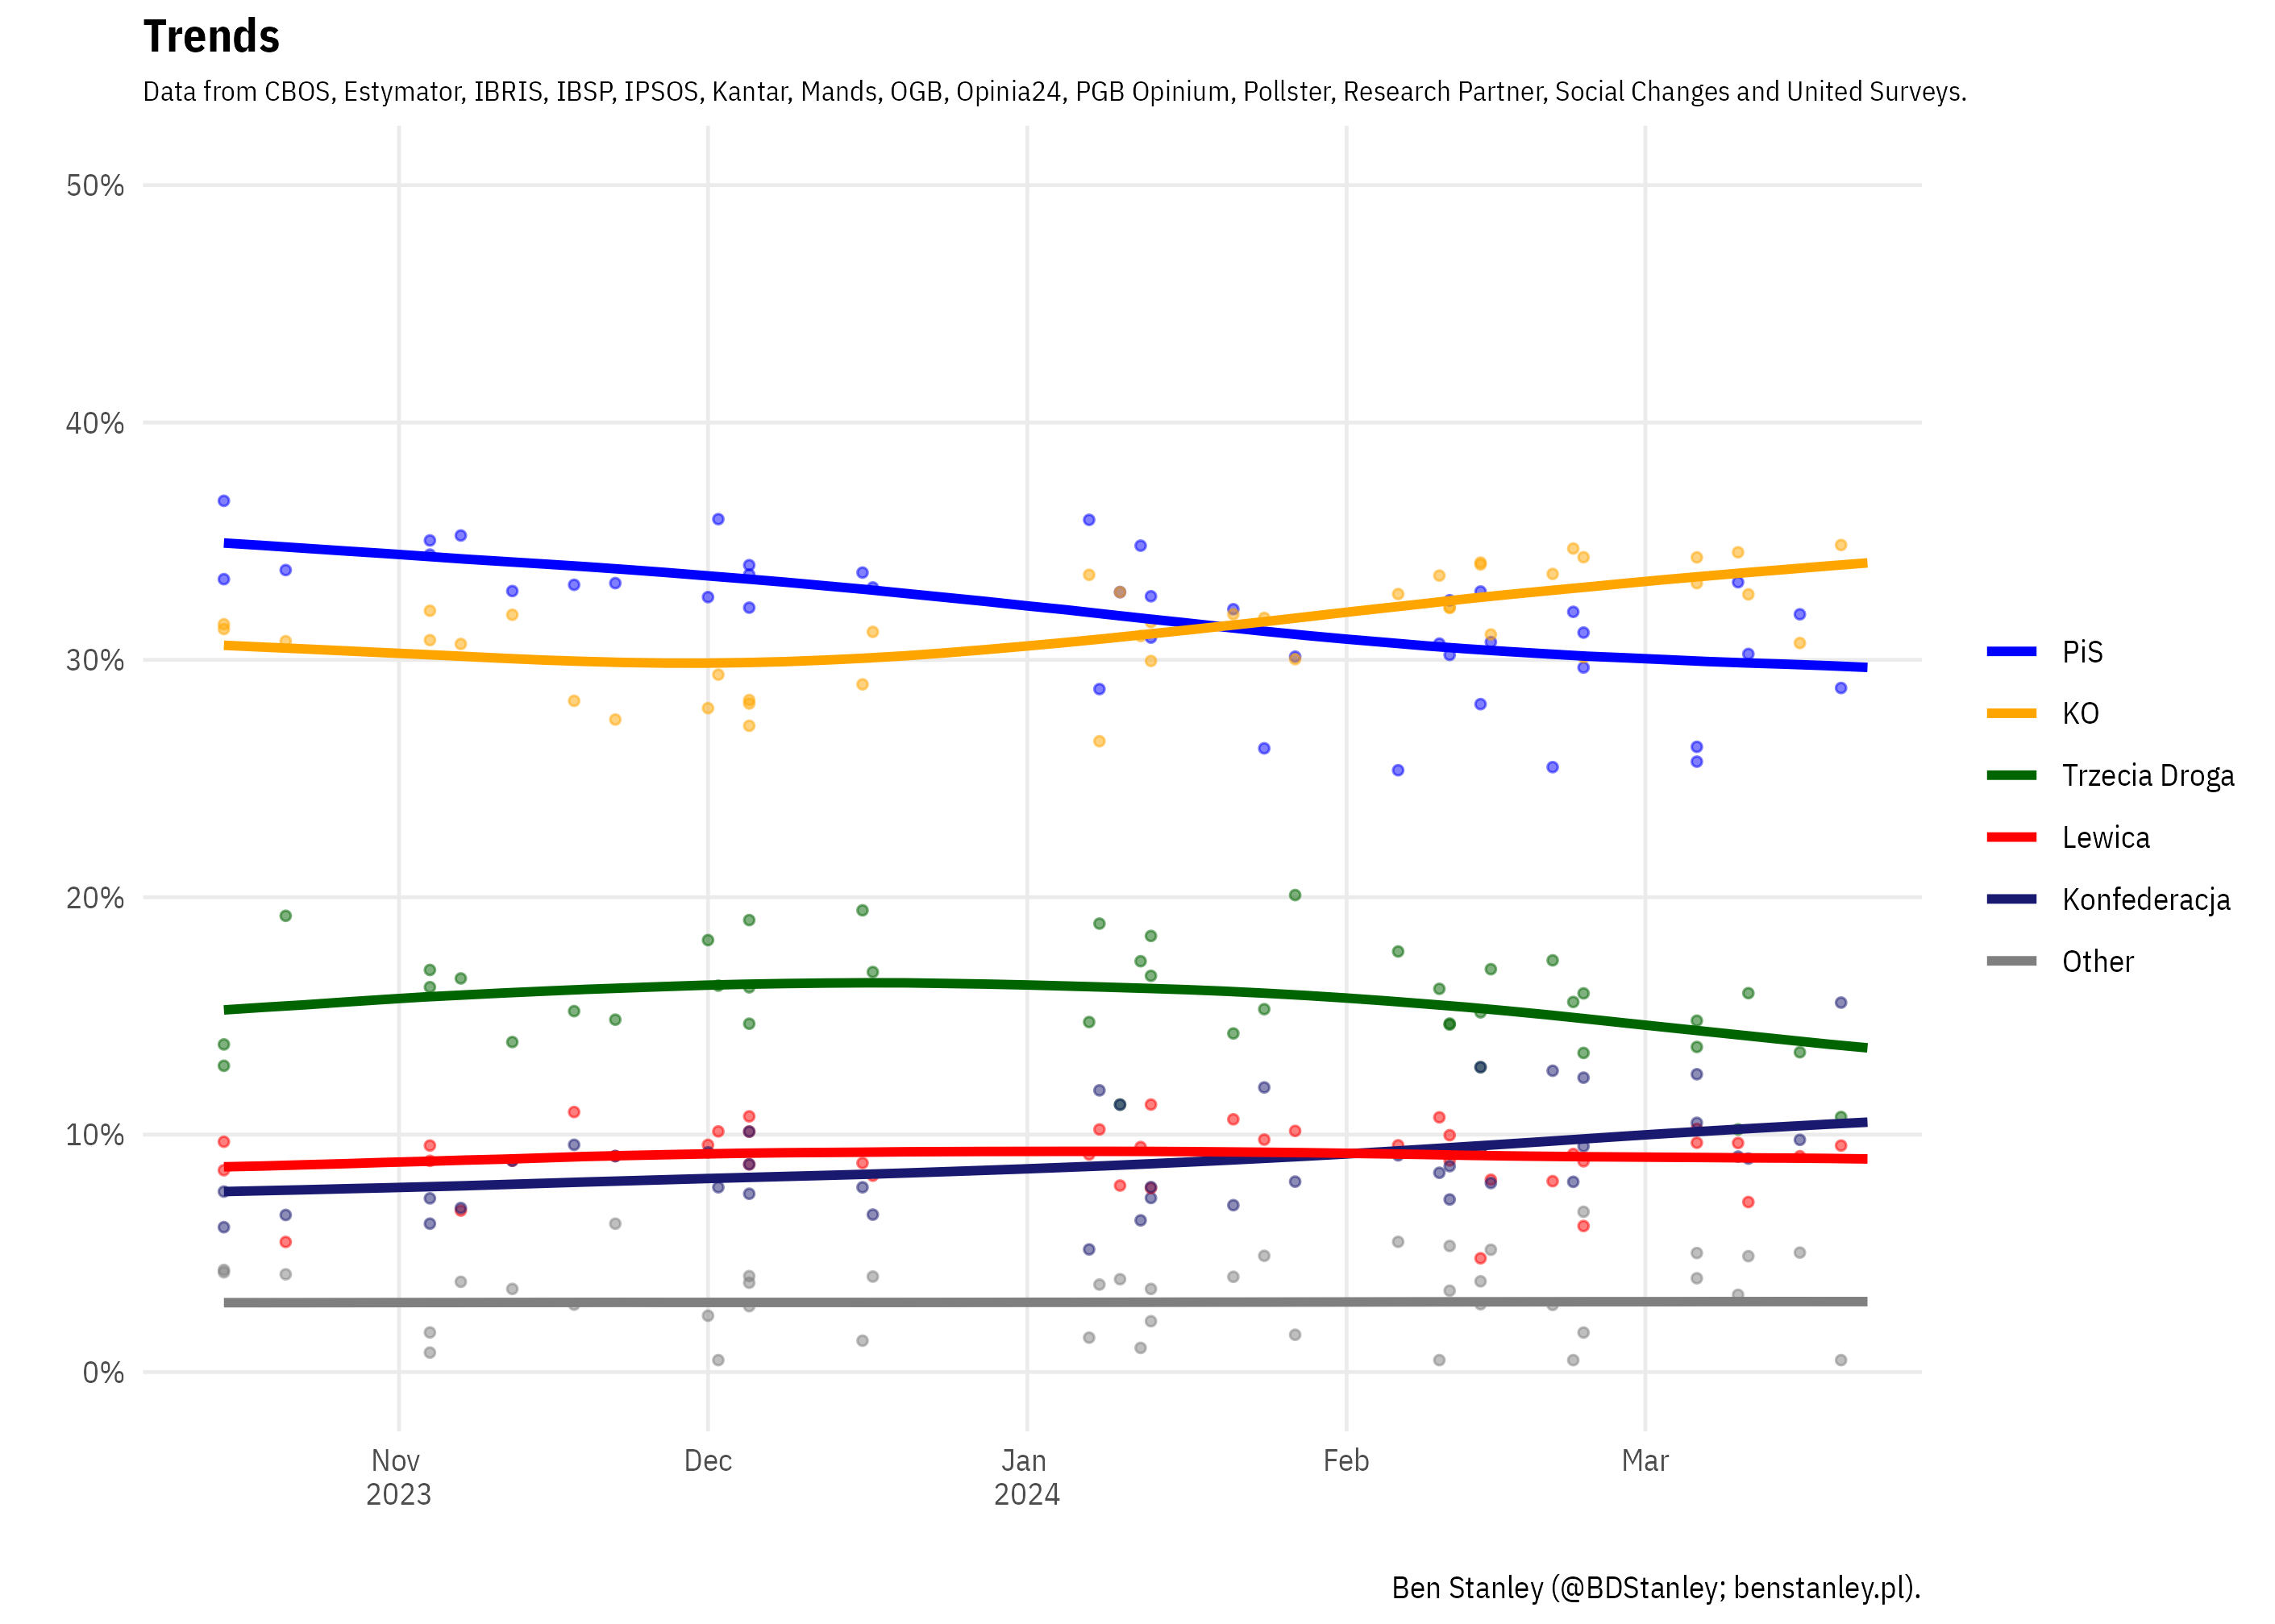 Trends
Data from CBOS, Estymator, IBRIS, IBSP, IPSOS, Kantar, Mands, OGB, Opinia24, PGB Opinium, Pollster, Research Partner, Social Changes and United Surveys.
50%
40%
30%
20%
10%
0%
Nov
2023
Dec
Jan
2024
Feb
Mar
PiS
KO
Trzecia Droga
Lewica
Konfederacja
Other
Ben Stanley (@BDStanley; benstanley.pl).